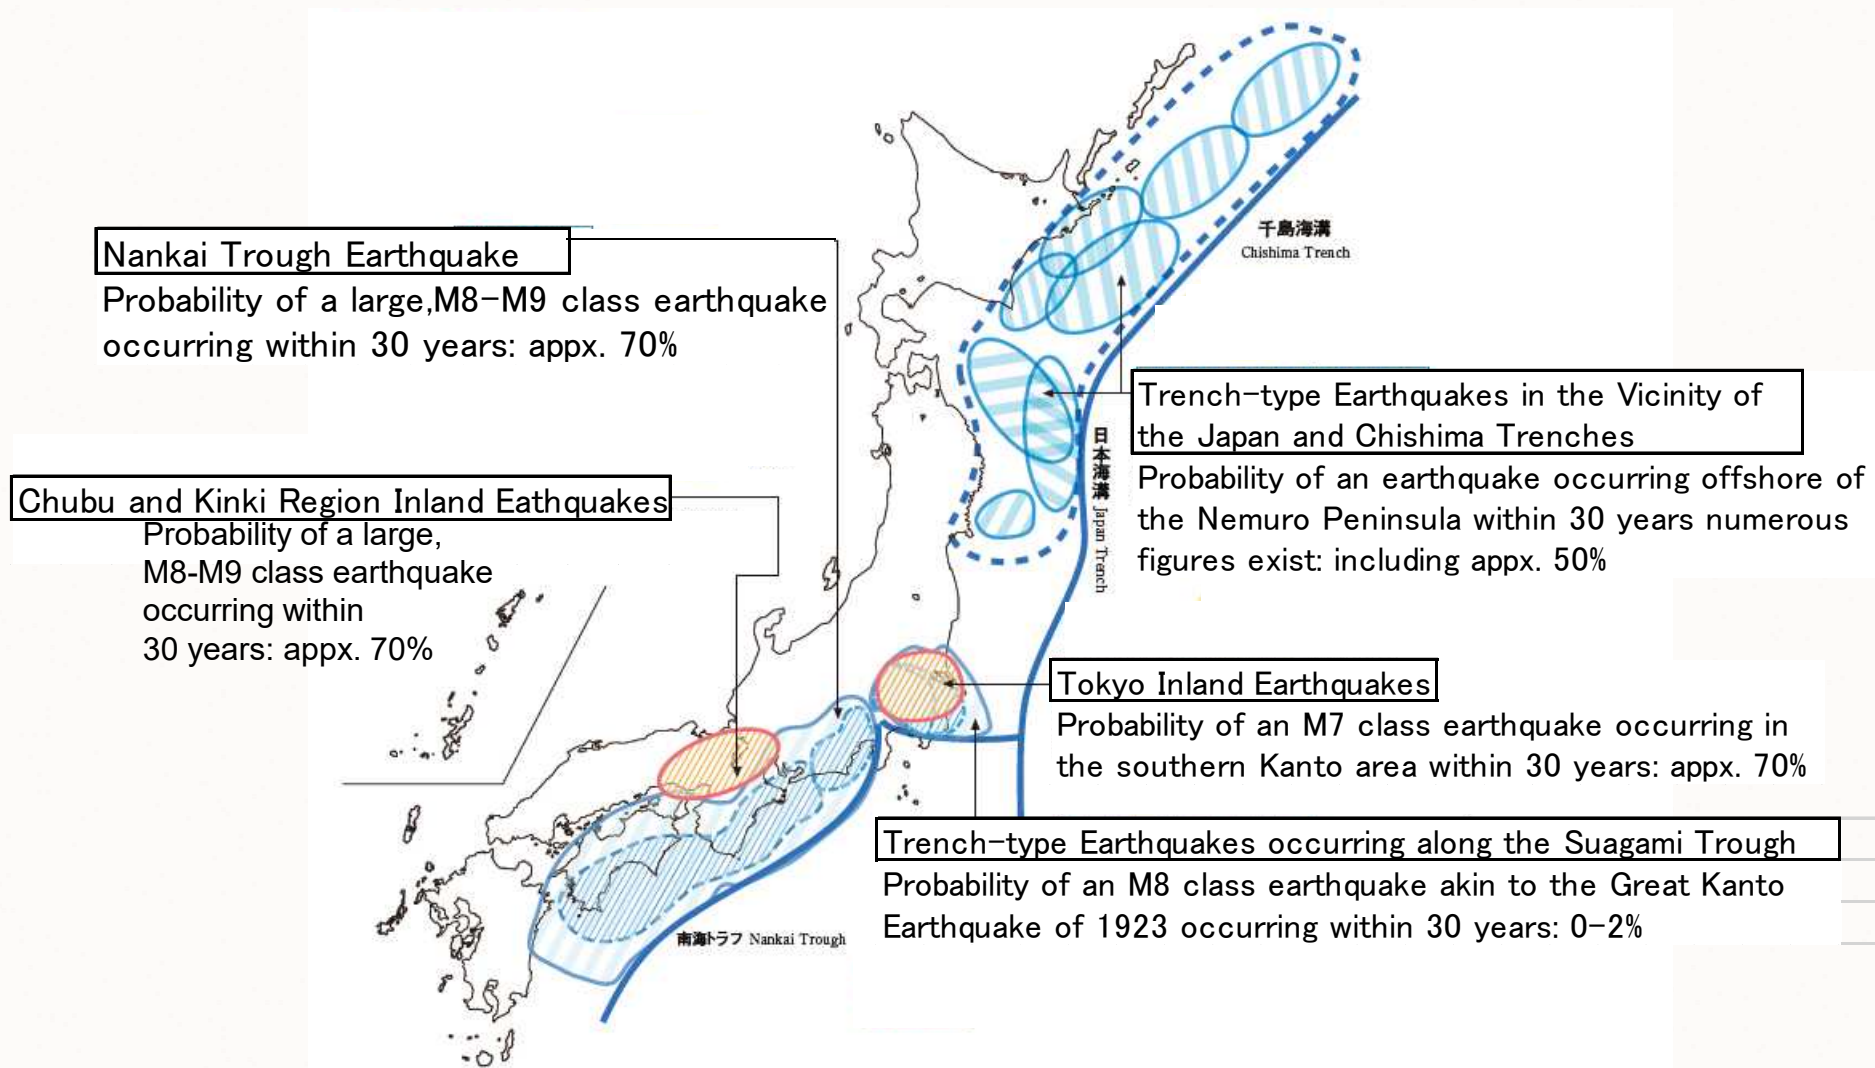 Nankai Trough Earthquake
Probability of a large,M8-M9 class earthquake
occurring within 30 years: appx. 70%
Chubu and Kinki Region Inland Eathquakes
Probability of a large,
M8-M9 class earthquake
occurring within
30 years: appx. 70%
千島海溝
Chishima Trench
Trench-type Earthquakes in the Vicinity of
the Japan and Chishima Trenches
Probability of an earthquake occurring offshore of
the Nemuro Peninsula within 30 years numerous
figures exist: including appx. 50%
日本海溝 Japan Trench
Tokyo Inland Earthquakes
Probability of an M7 class earthquake occurring in
the southern Kanto area within 30 years: appx. 70%
Trench-type Earthquakes occurring along the Suagami Trough
Probability of an M8 class earthquake akin to the Great Kanto
Earthquake of 1923 occurring within 30 years: 0-2%
南海トラフ Nankai Trough